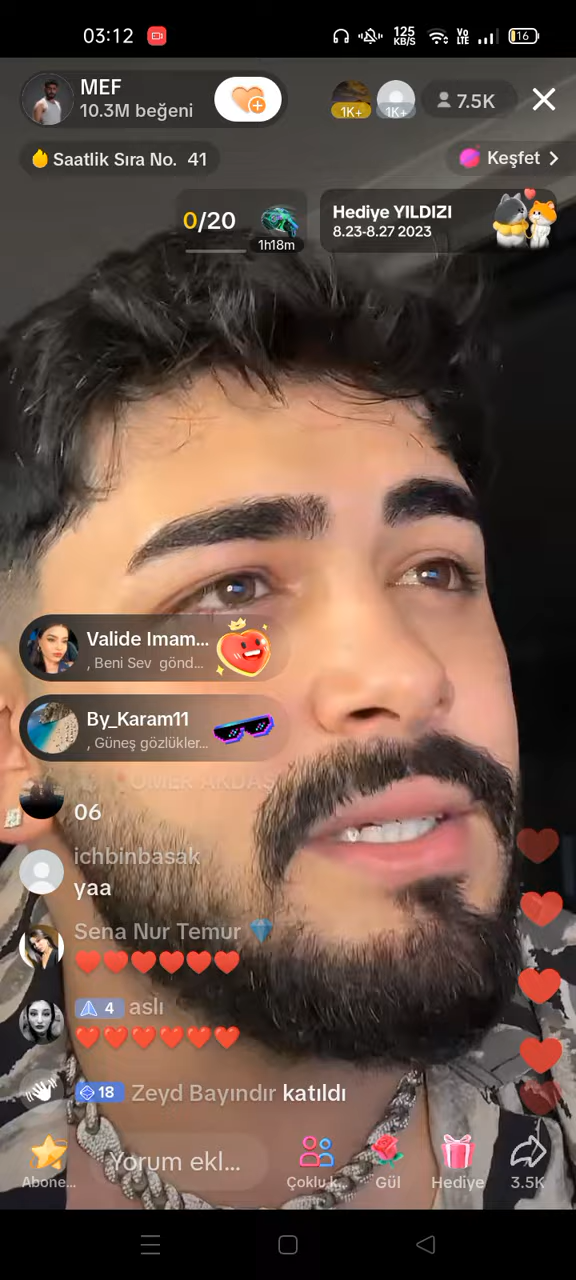 03:12
125
KB/S
Vo
LTE
16
MEF
10.3M beğeni
1K+
1K+
7.5K
Saatlik Sıra No. 41
Keşfet
0/20
1h18m
Hediye YILDIZI
8.23-8.27 2023
Valide Imam...
, Beni Sev gönd...
By_Karam11
, Güneş gözlükler...
ÖMER AKDAŞ
06
ichbinbasak
yaa
Sena Nur Temur
4 aslı
18 Zeyd Bayındır katıldı
Abone...
Yorum ekl...
Çoklu k...
Gül
Hediye
3.5K